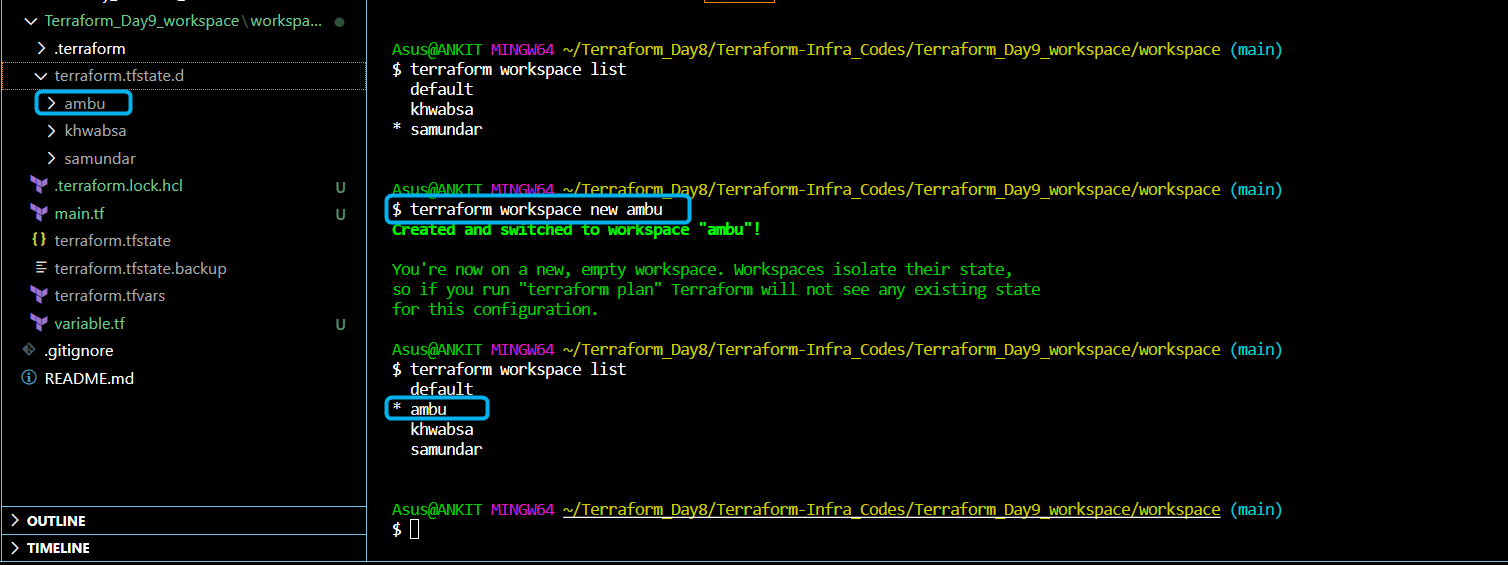 Terraform_Day9_workspace\workspa...
.terraform
terraform.tfstate.d
ambu
khwabsa
samundar
.terraform.lock.hcl U
main.tf U
{} terraform.tfstate
terraform.tfstate.backup
terraform.tfvars
variable.tf U
.gitignore
README.md
OUTLINE
TIMELINE
Asus@ANKIT MINGW64 ~/Terraform_Day8/Terraform-Infra_Codes/Terraform_Day9_workspace/workspace (main)
$ terraform workspace list
default
khwabsa
* samundar
Asus@ANKIT MINGW64 ~/Terraform_Day8/Terraform-Infra_Codes/Terraform_Day9_workspace/workspace (main)
$ terraform workspace new ambu
Created and switched to workspace "ambu"!
You're now on a new, empty workspace. Workspaces isolate their state,
so if you run "terraform plan" Terraform will not see any existing state
for this configuration.
Asus@ANKIT MINGW64 ~/Terraform_Day8/Terraform-Infra_Codes/Terraform_Day9_workspace/workspace (main)
$ terraform workspace list
default
* ambu
khwabsa
samundar
Asus@ANKIT MINGW64 ~/Terraform_Day8/Terraform-Infra_Codes/Terraform_Day9_workspace/workspace (main)
$